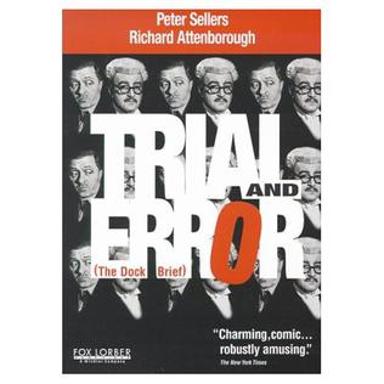 Peter Sellers
Richard Attenborough
TRIAL
AND
ERROR
(The Dock Brief)
"Charming, comic...
robustly amusing."
The New York Times
FOX LORBER